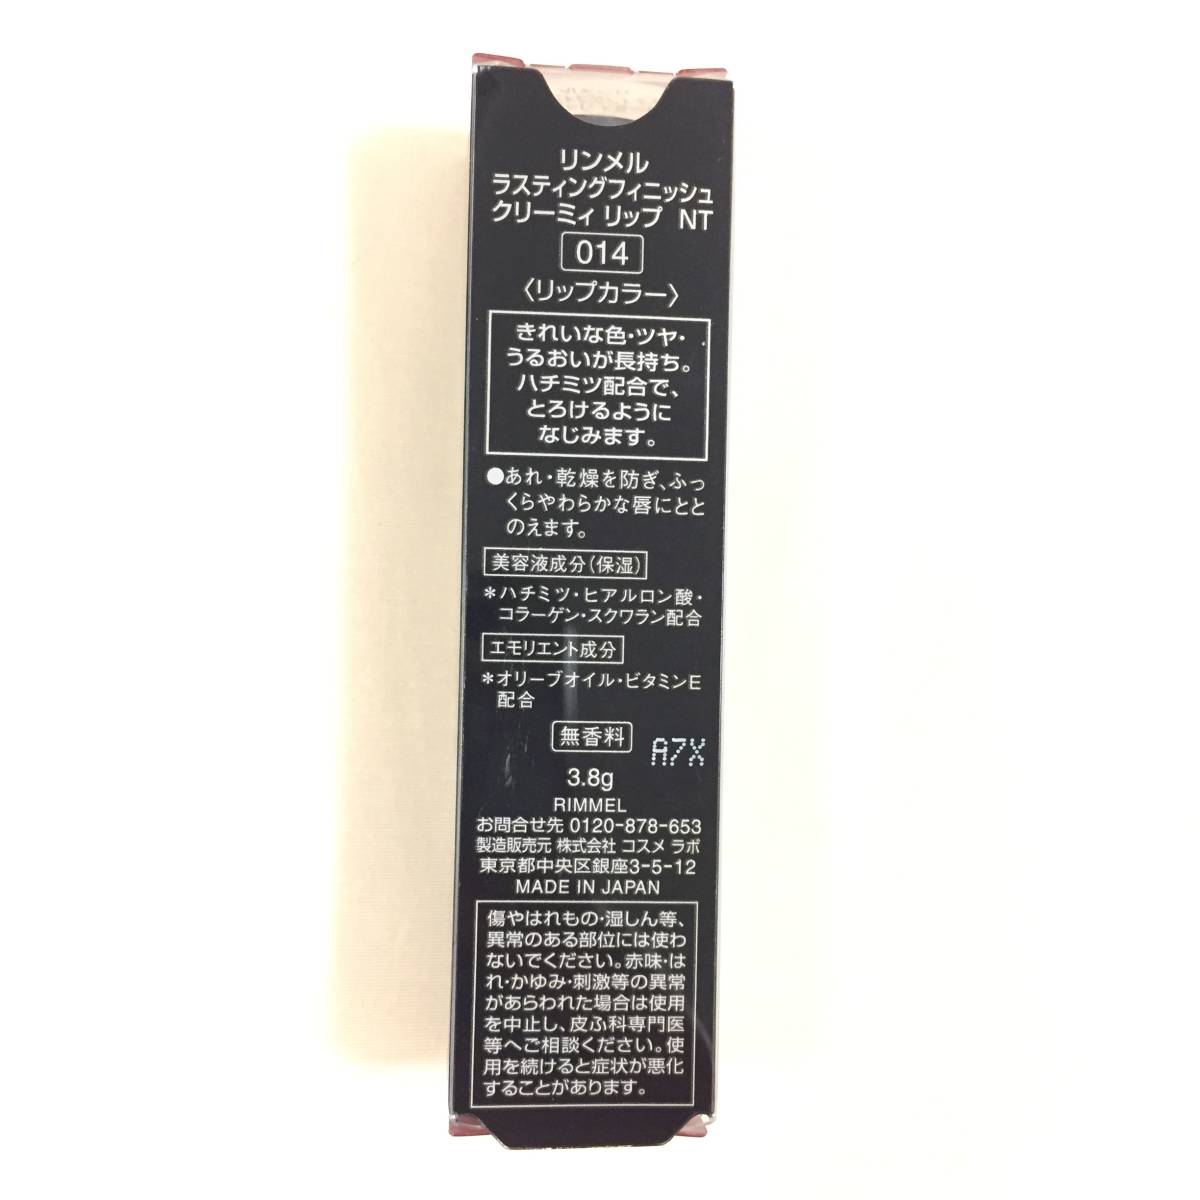 リンメル
ラスティングフィニッシュ
クリーミィ リップ NT
014
〈リップカラー〉
きれいな色・ツヤ・
うるおいが長持ち。
ハチミツ配合で、
とろけるように
なじみます。
●あれ・乾燥を防ぎ、ふっ
くらやわらかな唇にとと
のえます。
美容液成分(保湿)
*ハチミツ・ヒアルロン酸・
コラーゲン・スクワラン配合
エモリエント成分
*オリーブオイル・ビタミンE
配合
無香料
A7X
3.8g
RIMMEL
お問合せ先 0120-878-653
製造販売元 株式会社 コスメ ラボ
東京都中央区銀座3-5-12
MADE IN JAPAN
傷やはれもの・湿しん等、
異常のある部位には使わ
ないでください。赤味・は
れ・かゆみ・刺激等の異常
があらわれた場合は使用
を中止し、皮ふ科専門医
等へご相談ください。使
用を続けると症状が悪化
することがあります。